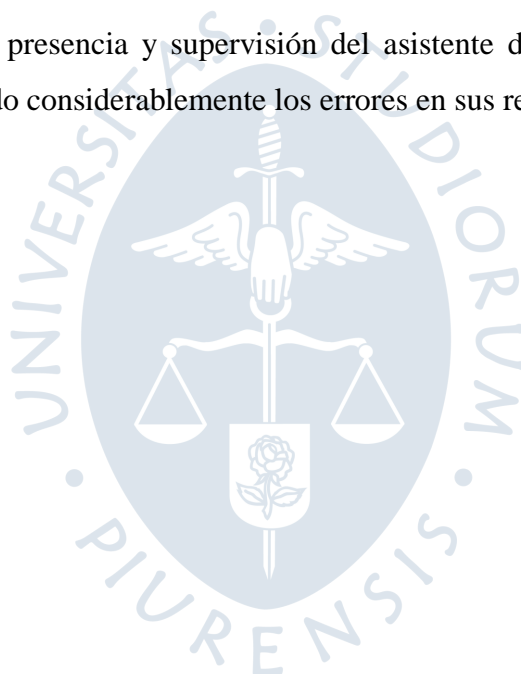 presencia y supervisión del asistente d
do considerablemente los errores en sus re
UNIVERSITAS • STUDIORUM • PIURENSIS •